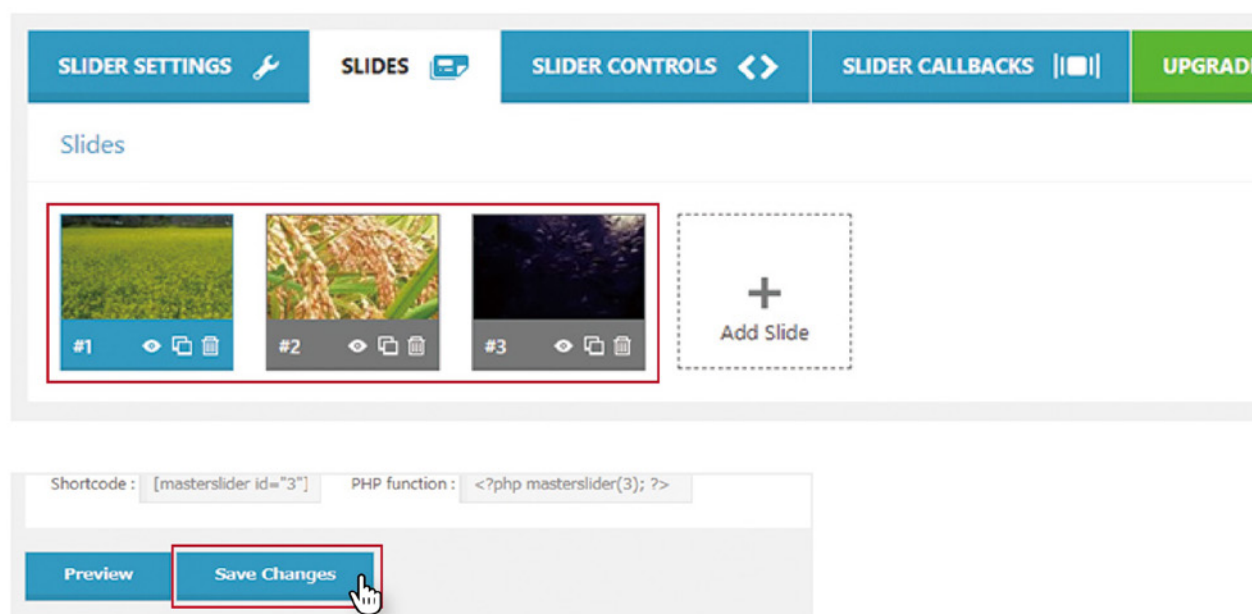 SLIDER SETTINGS SLIDES SLIDER CONTROLS SLIDER CALLBACKS
Slides
#1 #2 #3
Add Slide
Shortcode : [masterslider id="3"] PHP function : <?php masterslider(3); ?>
Preview Save Changes